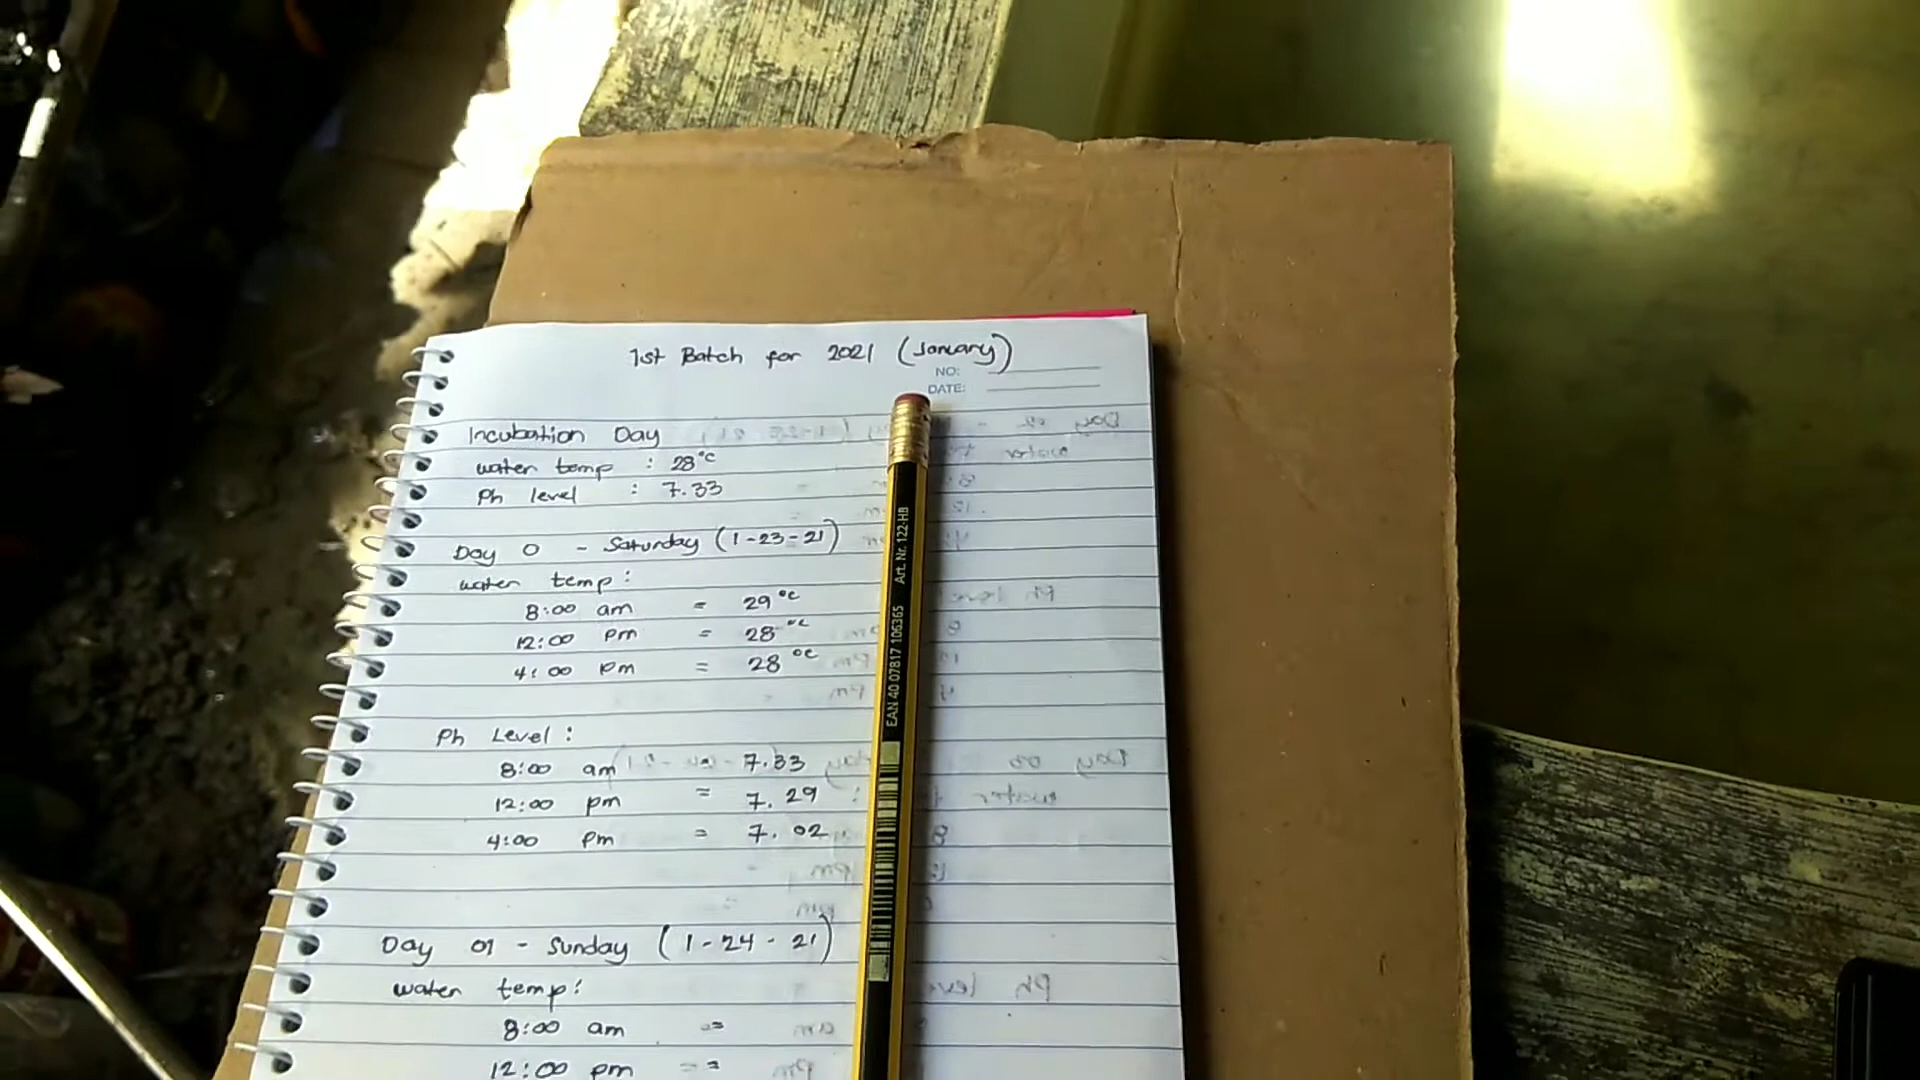 1st Batch for 2021 (January)
NO:
DATE:
Incubation Day
water temp : 28°C
Ph level : 7.33
Day 0 - Saturday (1-23-21)
water temp:
8:00 am = 29°C
12:00 pm = 28°C
4:00 pm = 28°C
Ph Level:
8:00 am 7.33
12:00 pm = 7.29
4:00 pm = 7.02
Day 01 - Sunday (1-24-21)
water temp:
8:00 am =
12:00 pm =
EAN 40 07817 106365 Art. Nr. 122-HB